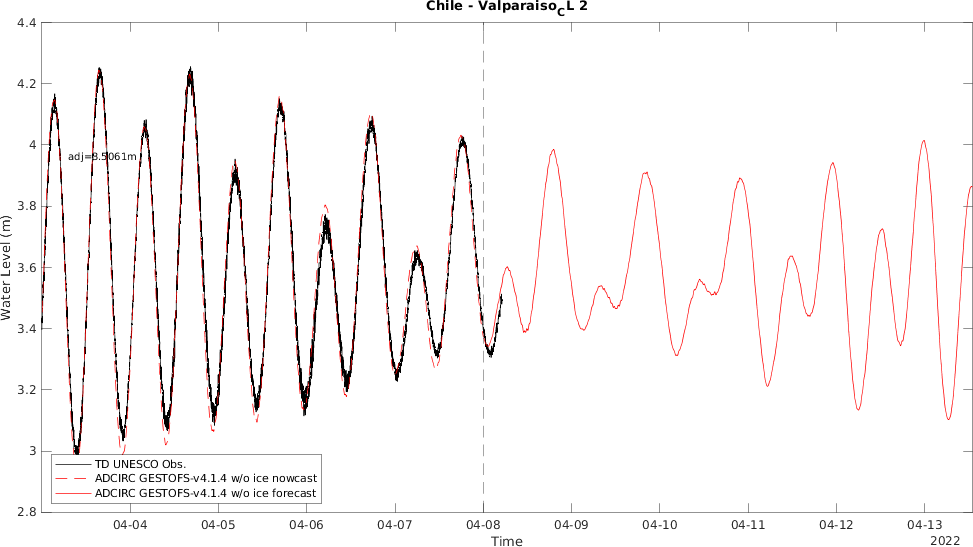 Chile - Valparaiso_CL 2
4.4
4.2
4
3.8
3.6
3.4
3.2
3
2.8
Water Level (m)
adj=3.5061m
TD UNESCO Obs.
ADCIRC GESTOFS-v4.1.4 w/o ice nowcast
ADCIRC GESTOFS-v4.1.4 w/o ice forecast
04-04 04-05 04-06 04-07 04-08 04-09 04-10 04-11 04-12 04-13
Time
2022